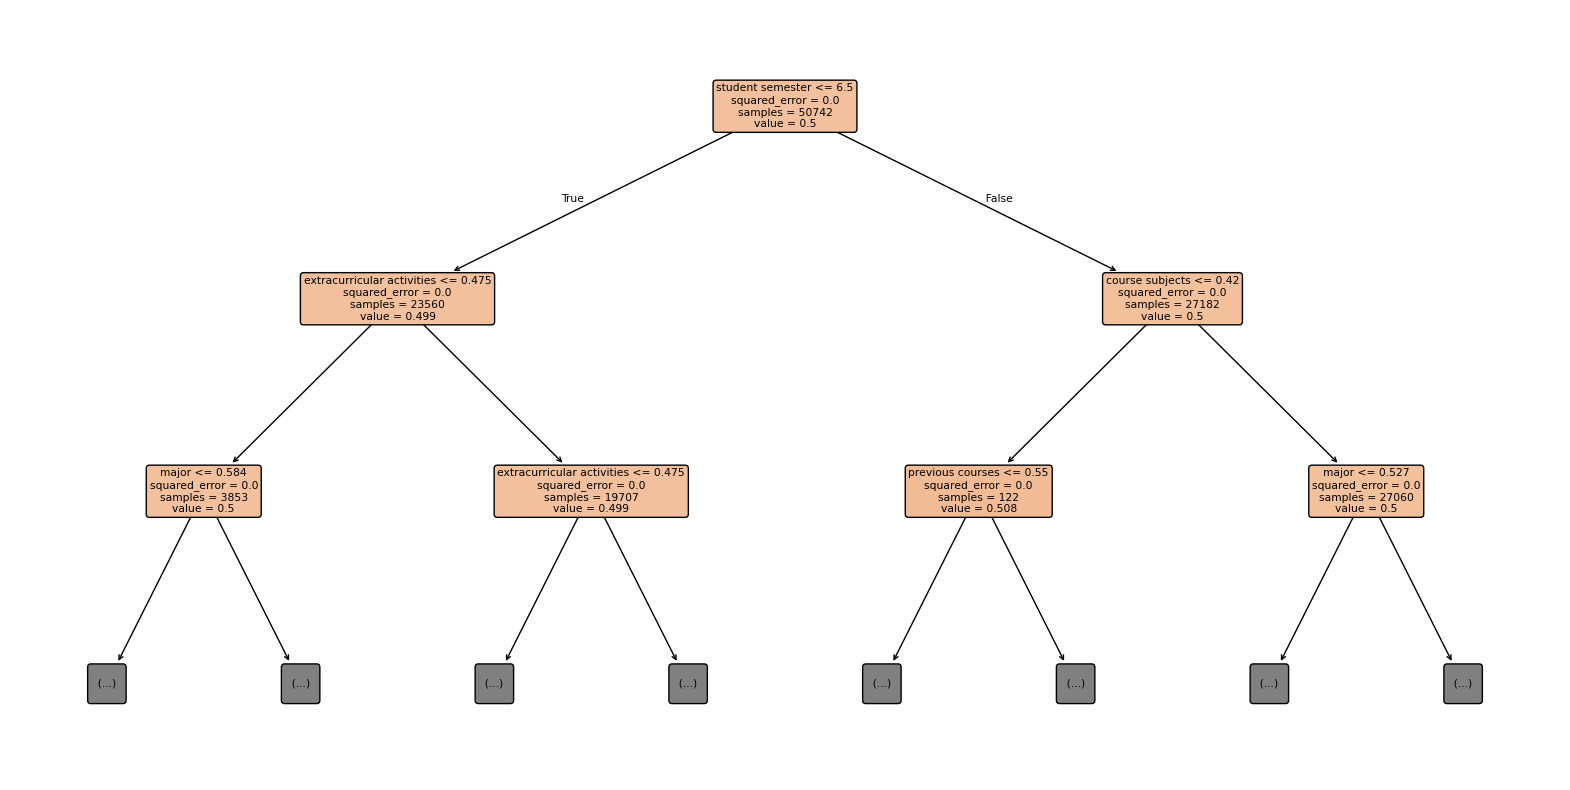 student semester <= 6.5
squared_error = 0.0
samples = 50742
value = 0.5
True
False
extracurricular activities <= 0.475
squared_error = 0.0
samples = 23560
value = 0.499
course subjects <= 0.42
squared_error = 0.0
samples = 27182
value = 0.5
major <= 0.584
squared_error = 0.0
samples = 3853
value = 0.5
extracurricular activities <= 0.475
squared_error = 0.0
samples = 19707
value = 0.499
previous courses <= 0.55
squared_error = 0.0
samples = 122
value = 0.508
major <= 0.527
squared_error = 0.0
samples = 27060
value = 0.5
(...)
(...)
(...)
(...)
(...)
(...)
(...)
(...)